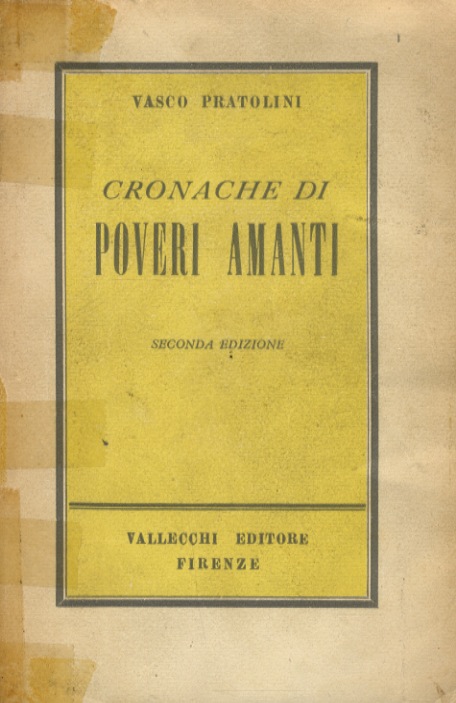 VASCO PRATOLINI
CRONACHE DI
POVERI AMANTI
SECONDA EDIZIONE
VALLECCHI EDITORE
FIRENZE